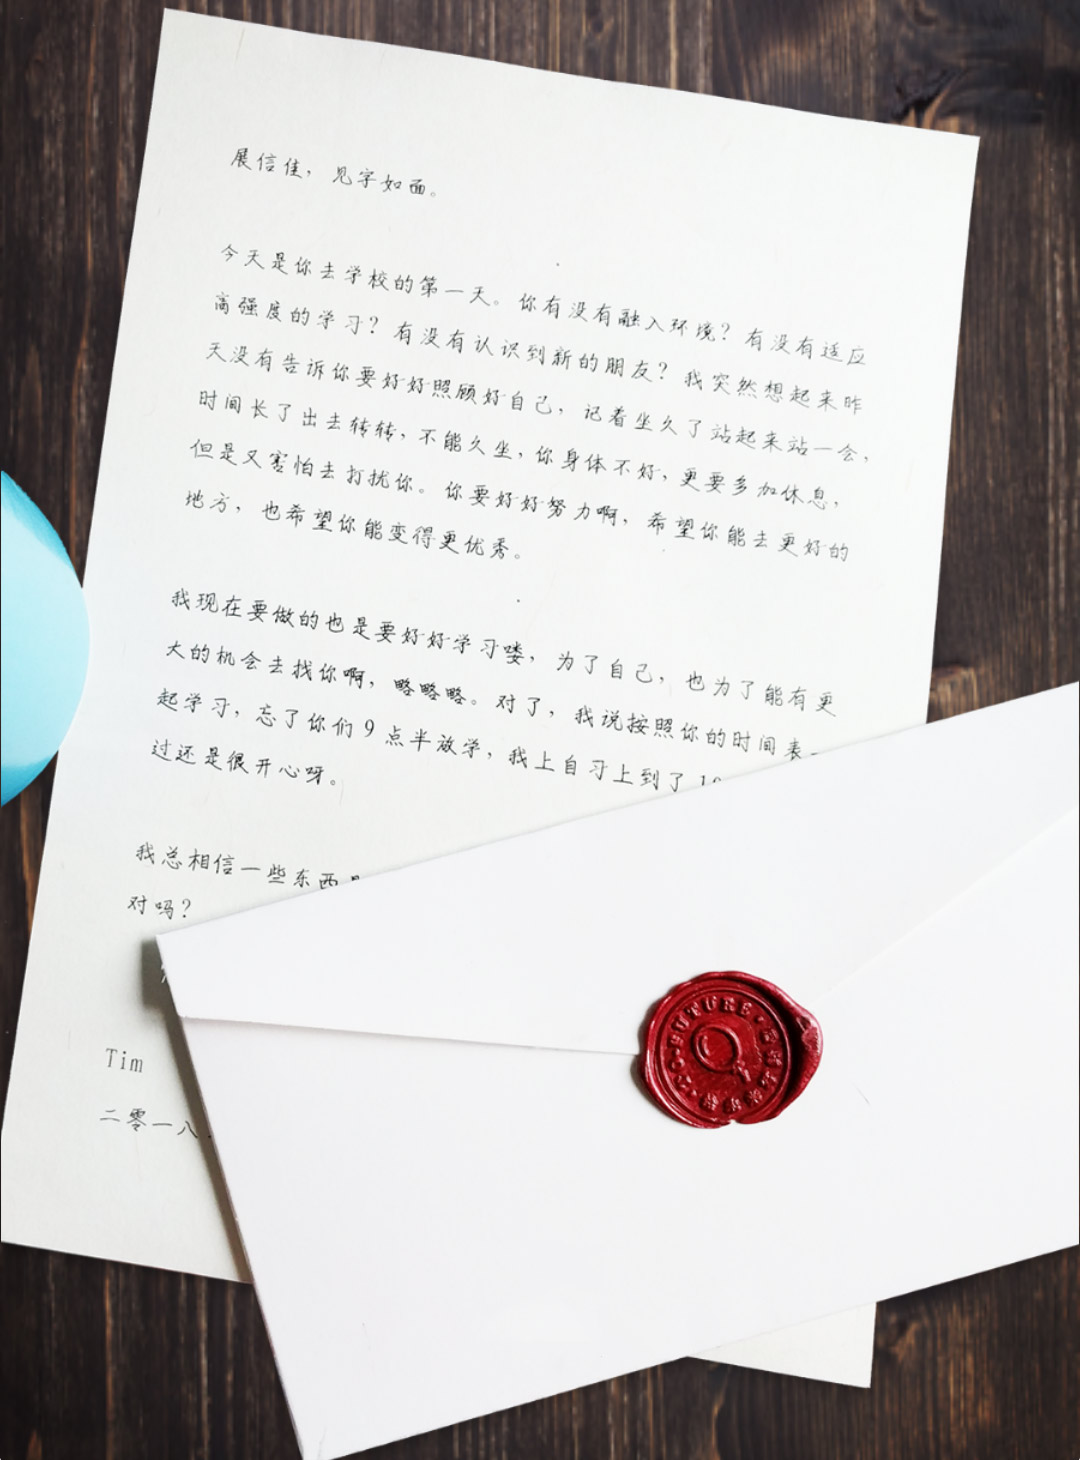 展信佳，见字如面。
今天是你去学校的第一天。你有没有融入环境？有没有适应
高强度的学习？有没有认识到新的朋友？我突然想起来昨
天没有告诉你要好好照顾好自己，记着坐久了站起来站一会，
时间长了出去转转，不能久坐，你身体不好，更要多加休息，
但是又害怕去打扰你。你要好好努力啊，希望你能去更好的
地方，也希望你能变得更优秀。
我现在要做的也是要好好学习喽，为了自己，也为了能有更
大的机会去找你啊，略略略。对了，我说按照你的时间表一
起学习，忘了你们9点半放学，我上自习上到了
过还是很开心呀。
我总相信一些东西
对吗？
Tim
二零一八
FUTURE